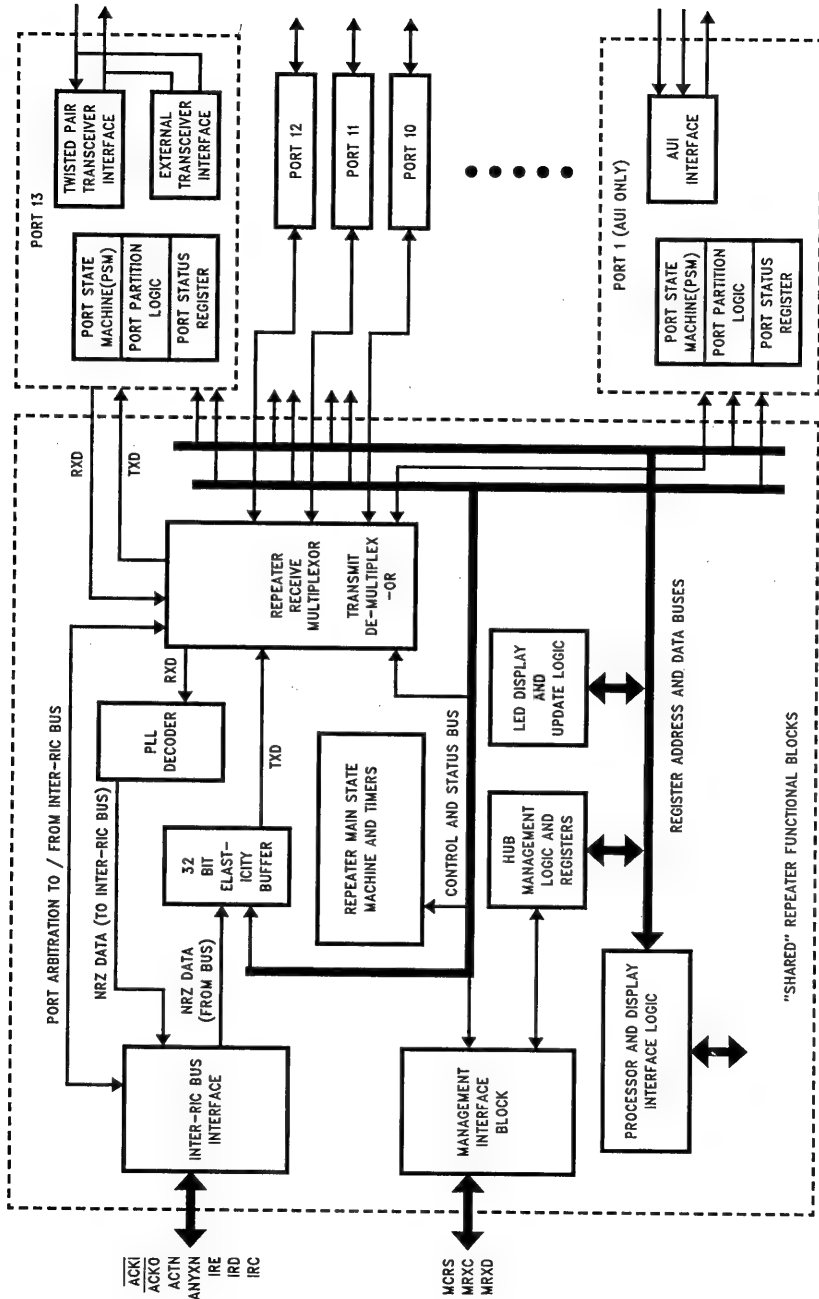 PORT 13
TWISTED PAIR
TRANSCEIVER
INTERFACE
EXTERNAL
TRANSCEIVER
INTERFACE
PORT STATE
MACHINE(PSM)
PORT PARTITION
LOGIC
PORT STATUS
REGISTER
PORT 12
PORT 11
PORT 10
PORT 1 (AUI ONLY)
AUI
INTERFACE
PORT STATE
MACHINE(PSM)
PORT PARTITION
LOGIC
PORT STATUS
REGISTER
RXD
TXD
REPEATER
RECEIVE
MULTIPLEXOR
TRANSMIT
DE-MULTIPLEX
-OR
PORT ARBITRATION TO / FROM INTER-RIC BUS
NRZ DATA (TO INTER-RIC BUS)
PLL
DECODER
RXD
32
BIT
ELAST-
ICITY
BUFFER
TXD
NRZ DATA
(FROM BUS)
REPEATER MAIN STATE
MACHINE AND TIMERS
CONTROL AND STATUS BUS
LED DISPLAY
AND
UPDATE LOGIC
HUB
MANAGEMENT
LOGIC AND
REGISTERS
REGISTER ADDRESS AND DATA BUSES
INTER-RIC BUS
INTERFACE
MANAGEMENT
INTERFACE
BLOCK
PROCESSOR AND DISPLAY
INTERFACE LOGIC
"SHARED" REPEATER FUNCTIONAL BLOCKS
ACKI
ACKO
ACTN
ANYXN
IRE
IRD
IRC
MCRS
MRXC
MRXD